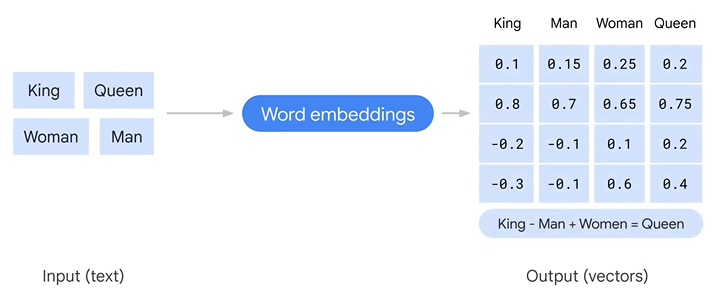 King Man Woman Queen
0.1 0.15 0.25 0.2
King Queen
0.8 0.7 0.65 0.75
Word embeddings
Woman Man
-0.2 -0.1 0.1 0.2
-0.3 -0.1 0.6 0.4
King - Man + Women = Queen
Input (text) Output (vectors)